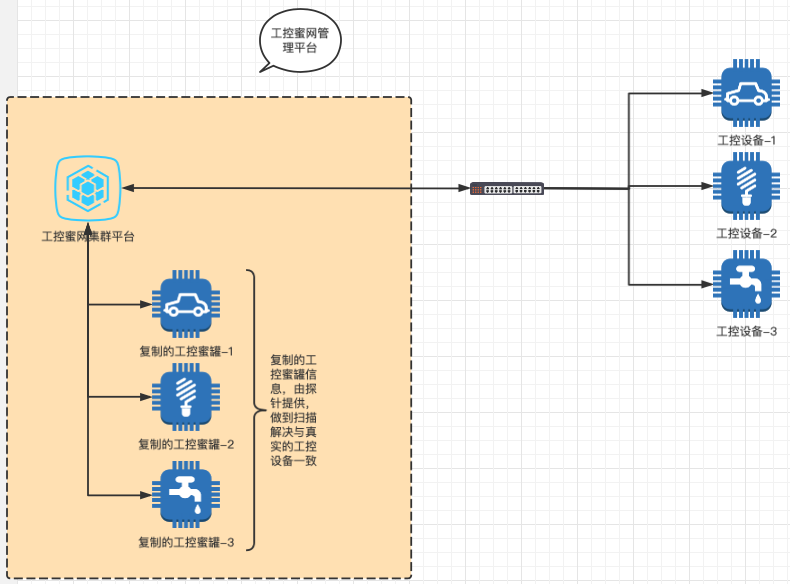 工控蜜网管
理平台
工控设备-1
工控设备-2
工控设备-3
工控蜜网集群平台
复制的工控蜜罐-1
复制的工控蜜罐-2
复制的工控蜜罐-3
复制的工
控蜜罐信
息，由探
针提供，
做到扫描
解决与真
实的工控
设备一致